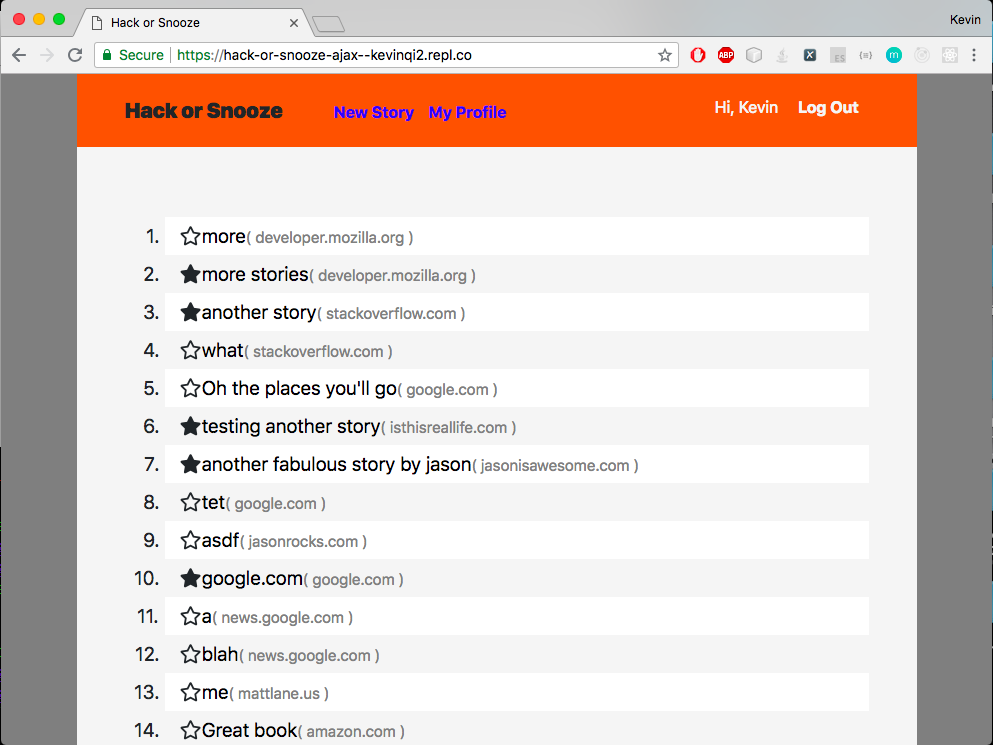 Hack or Snooze
Kevin
Secure
https://hack-or-snooze-ajax--kevinqi2.repl.co
ABP
X
ES
m
Hack or Snooze New Story My Profile Hi, Kevin Log Out
1. more( developer.mozilla.org )
2. more stories( developer.mozilla.org )
3. another story( stackoverflow.com )
4. what( stackoverflow.com )
5. Oh the places you'll go( google.com )
6. testing another story( isthisreallife.com )
7. another fabulous story by jason( jasonisawesome.com )
8. tet( google.com )
9. asdf( jasonrocks.com )
10. google.com( google.com )
11. a( news.google.com )
12. blah( news.google.com )
13. me( mattlane.us )
14. Great book( amazon.com )